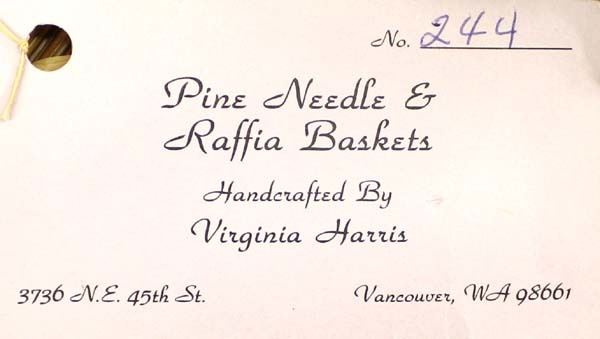 No. 244
Pine Needle &
Raffia Baskets
Handcrafted By
Virginia Harris
3736 N.E. 45th St. Vancouver, WA 98661